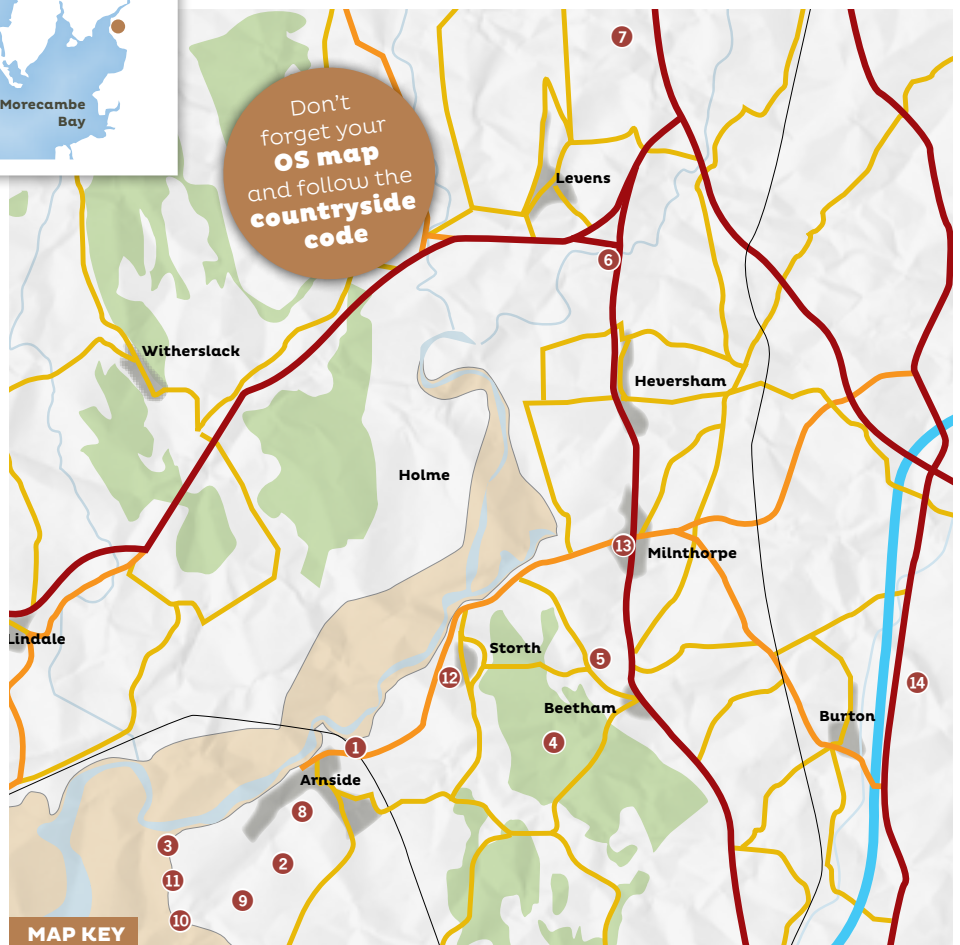 Morecambe
Bay
Don't
forget your
OS map
and follow the
countryside
code
7
Levens
6
Witherslack
Heversham
Holme
13
Milnthorpe
Lindale
Storth
5
12
14
Beetham
Burton
4
1
Arnside
8
3
2
11
9
10
MAP KEY